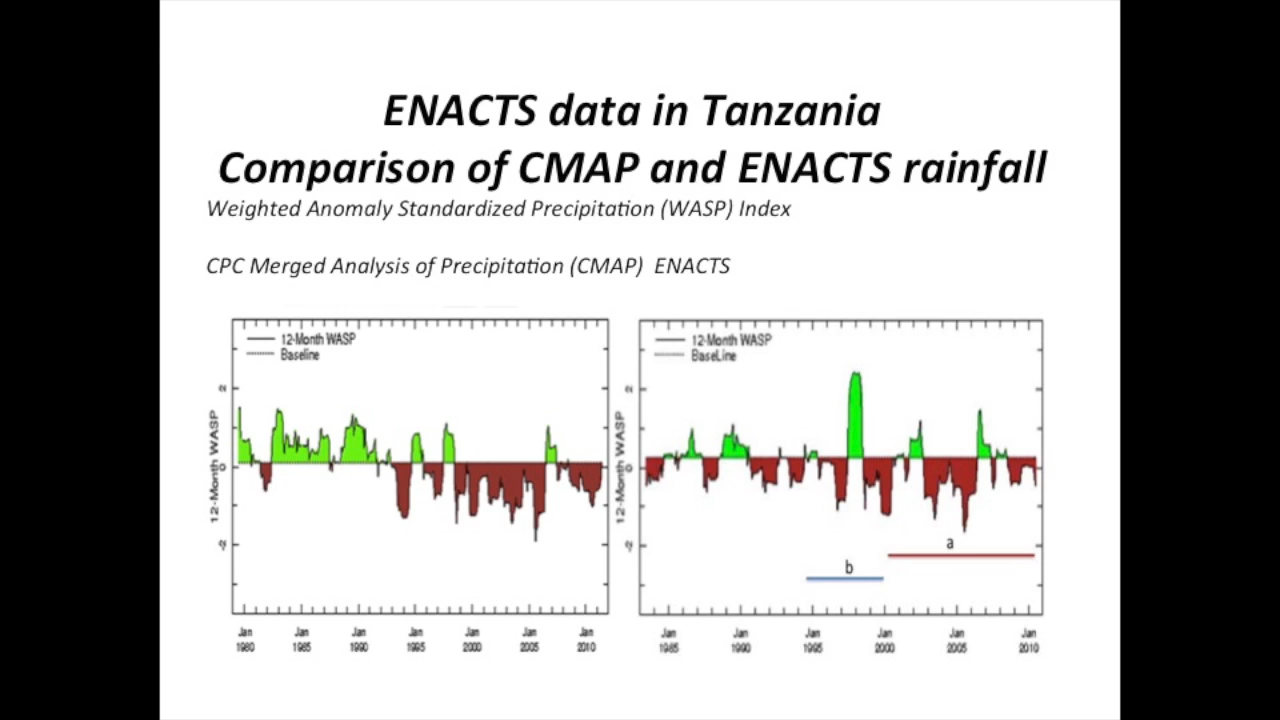 ENACTS data in Tanzania
Comparison of CMAP and ENACTS rainfall
Weighted Anomaly Standardized Precipitation (WASP) Index
CPC Merged Analysis of Precipitation (CMAP) ENACTS
12-Month WASP
Baseline
2
0
-2
12-Month WASP
Jan Jan Jan Jan Jan Jan Jan
1980 1985 1990 1995 2000 2005 2010
12-Month WASP
BaseLine
2
0
-2
12-Month WASP
a
b
Jan Jan Jan Jan Jan Jan
1985 1990 1995 2000 2005 2010